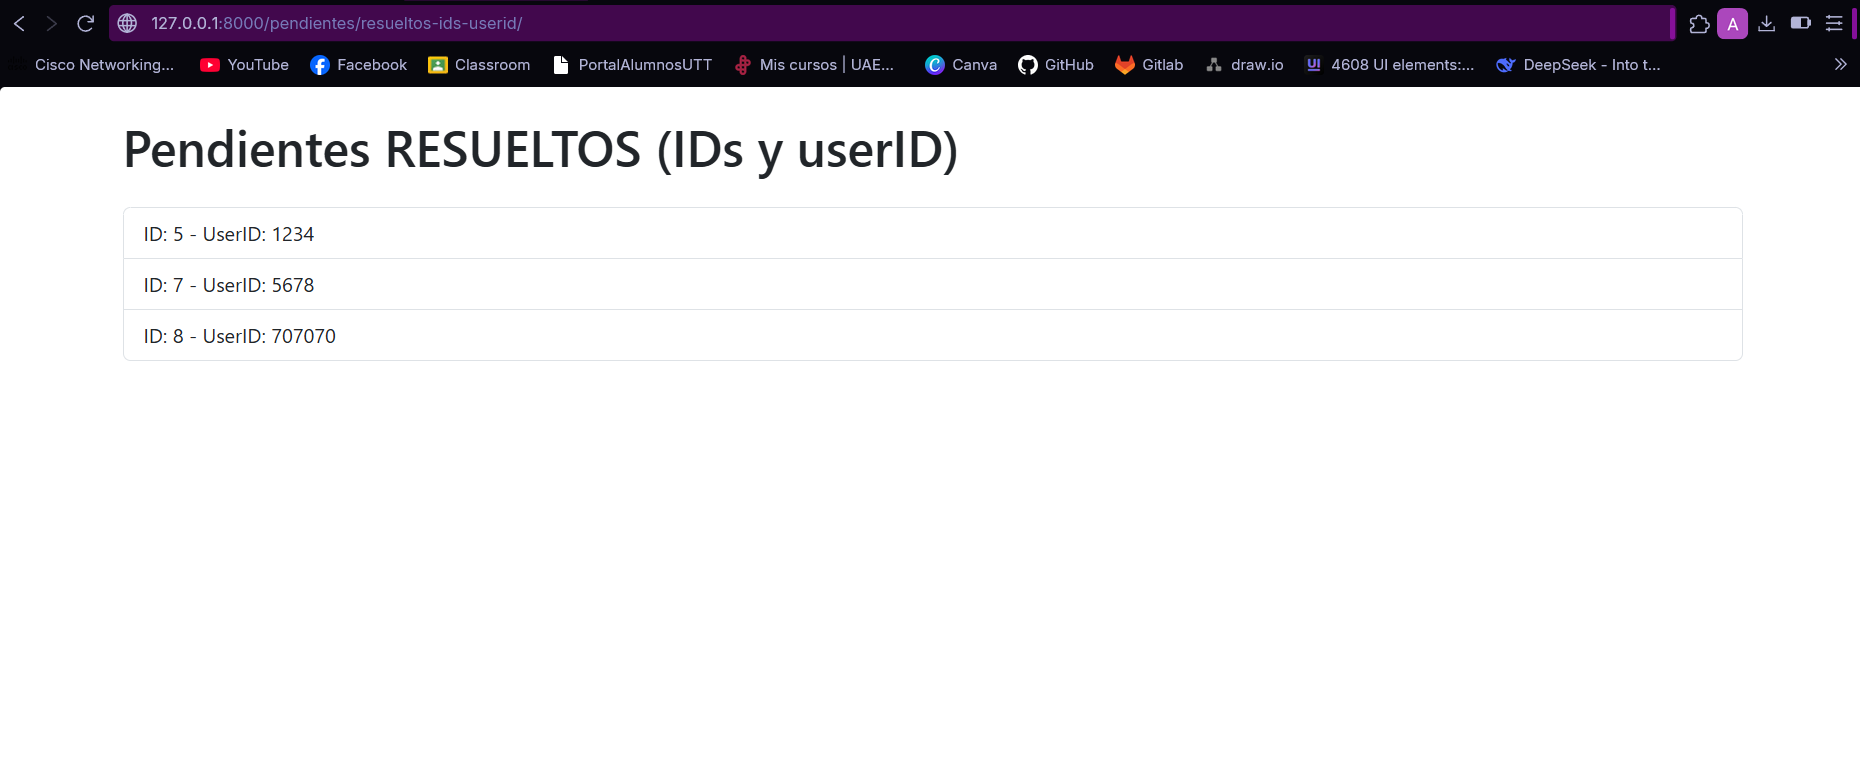 127.0.0.1:8000/pendientes/resueltos-ids-userid/
A
Cisco Networking... YouTube Facebook Classroom PortalAlumnosUTT Mis cursos | UAE... Canva GitHub Gitlab draw.io UI 4608 UI elements:... DeepSeek - Into t...
Pendientes RESUELTOS (IDs y userID)
ID: 5 - UserID: 1234
ID: 7 - UserID: 5678
ID: 8 - UserID: 707070